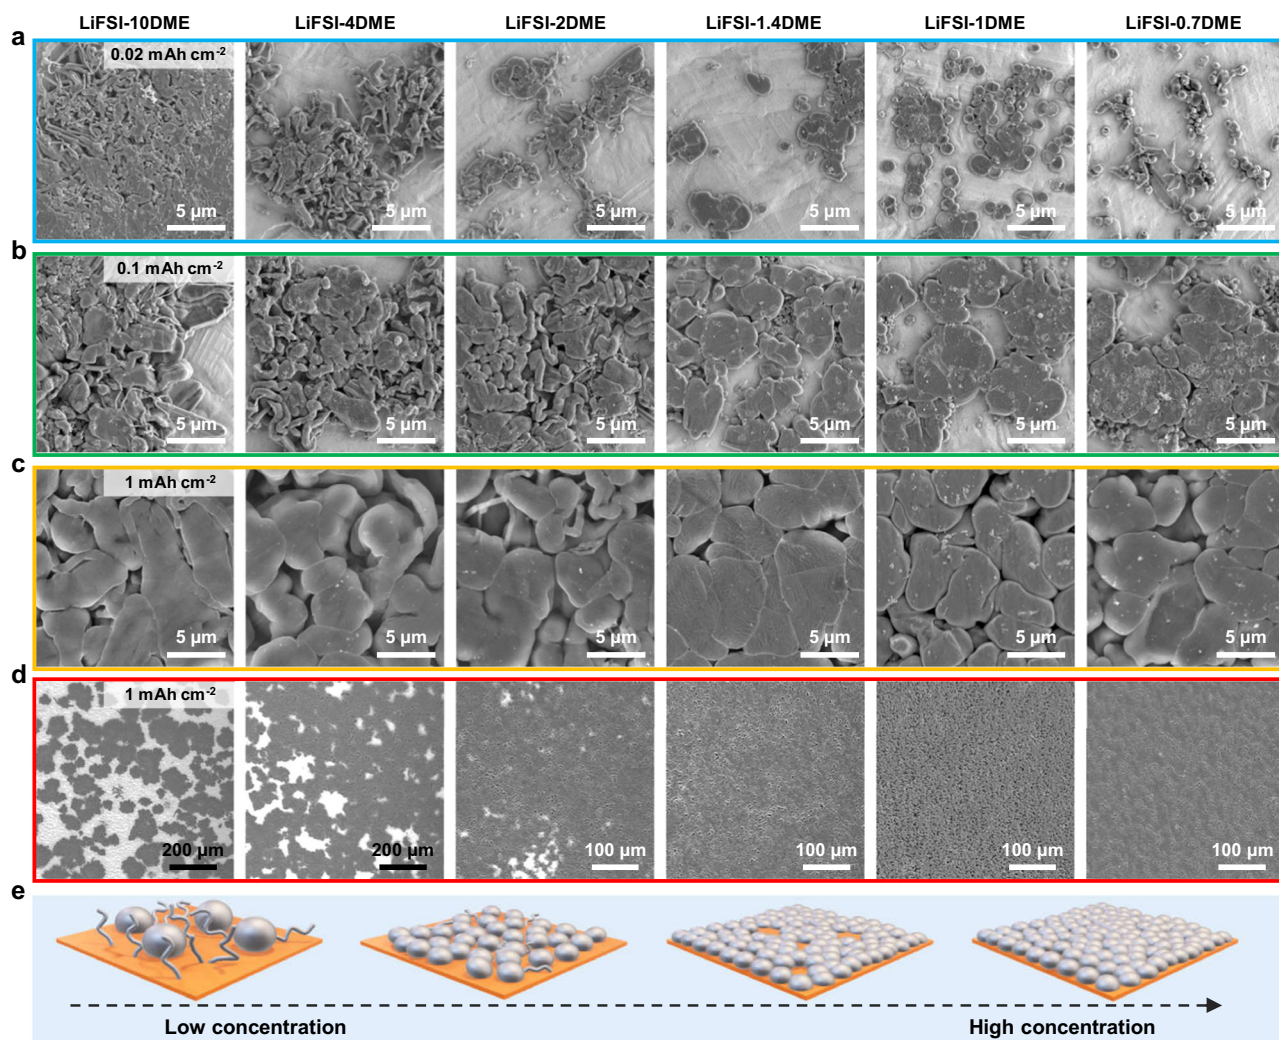 LiFSI-10DME LiFSI-4DME LiFSI-2DME LiFSI-1.4DME LiFSI-1DME LiFSI-0.7DME
a
0.02 mAh cm⁻²
5 µm 5 µm 5 µm 5 µm 5 µm 5 µm
b
0.1 mAh cm⁻²
5 µm 5 µm 5 µm 5 µm 5 µm 5 µm
c
1 mAh cm⁻²
5 µm 5 µm 5 µm 5 µm 5 µm 5 µm
d
1 mAh cm⁻²
200 µm 200 µm 100 µm 100 µm 100 µm 100 µm
e
Low concentration High concentration